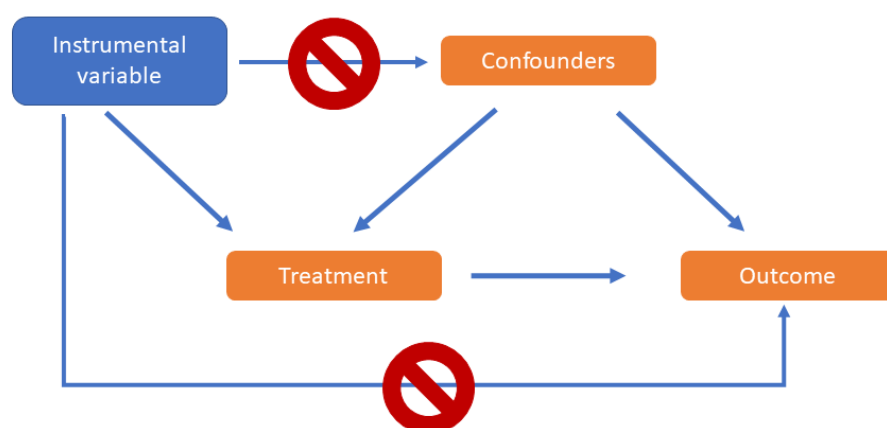 Instrumental
variable
Confounders
Treatment
Outcome